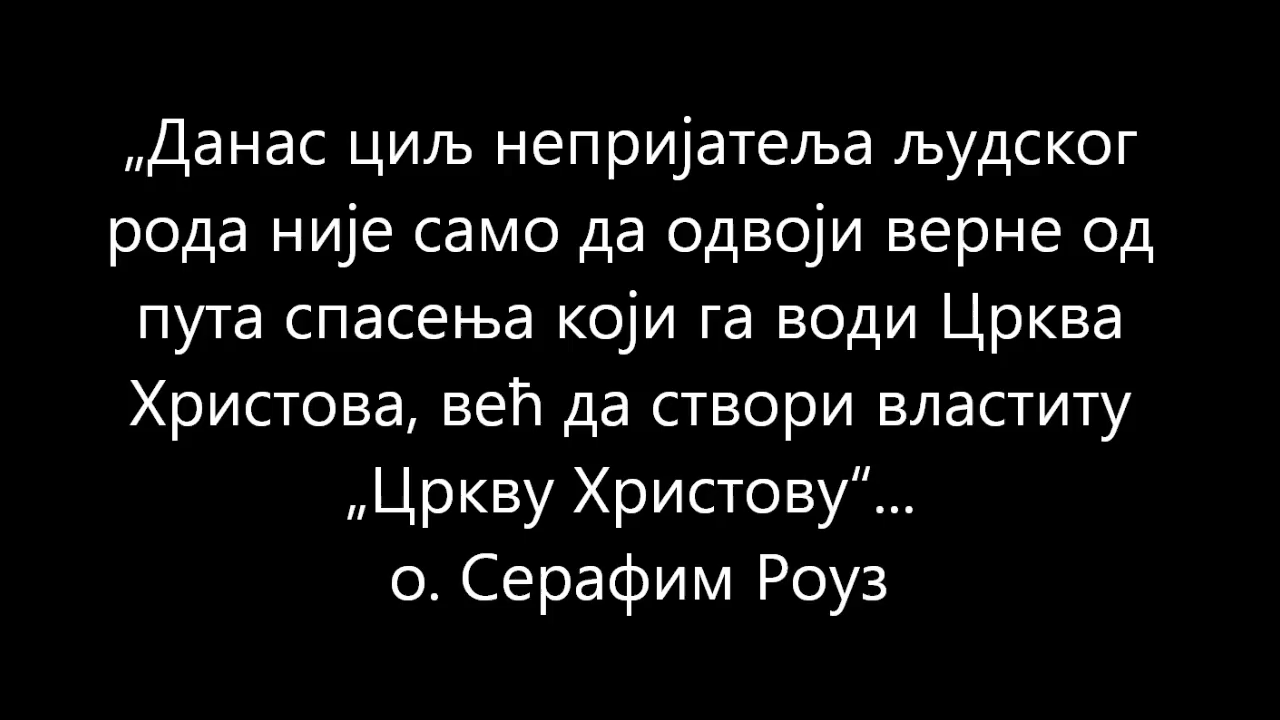 „Данас циљ непријатеља људског
рода није само да одвоји верне од
пута спасења који га води Црква
Христова, већ да створи властиту
„Цркву Христову“...
о. Серафим Роуз